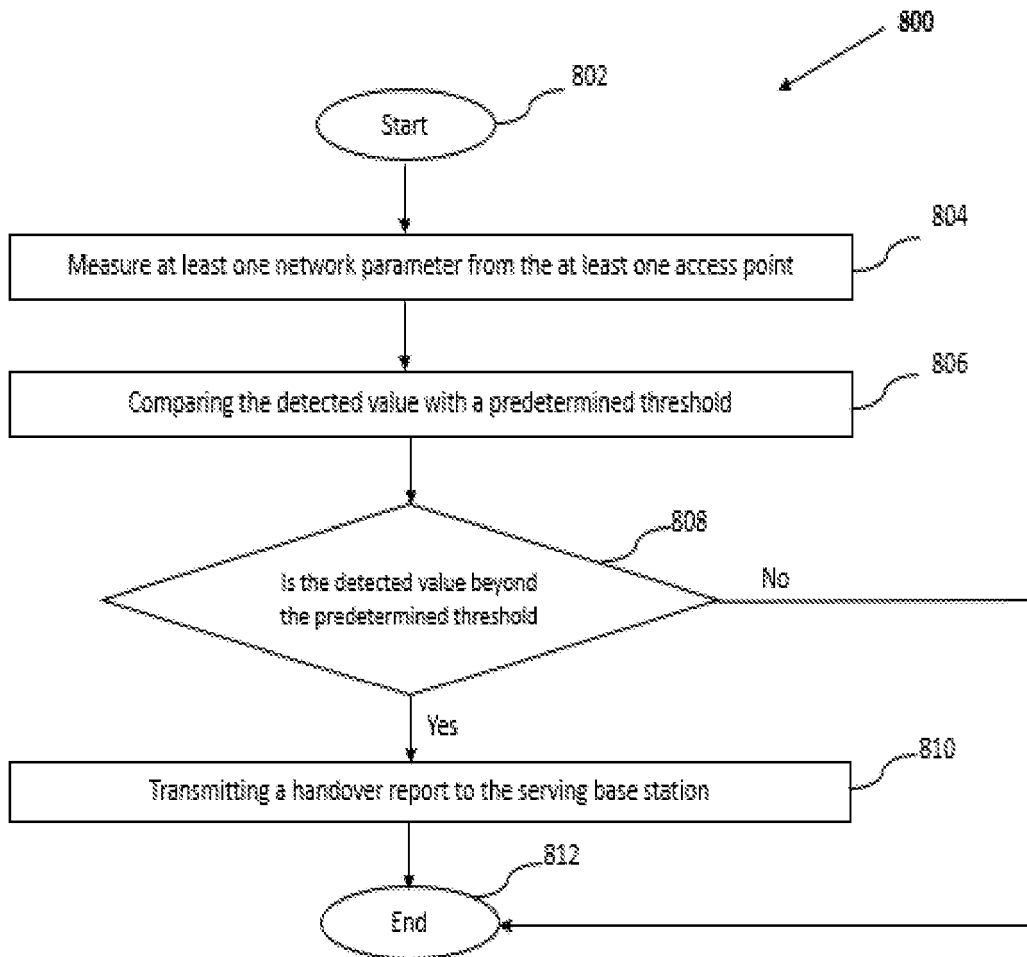 800
802
Start
804
Measure at least one network parameter from the at least one access point
806
Comparing the detected value with a predetermined threshold
808
Is the detected value beyond
the predetermined threshold
No
Yes
810
Transmitting a handover report to the serving base station
812
End